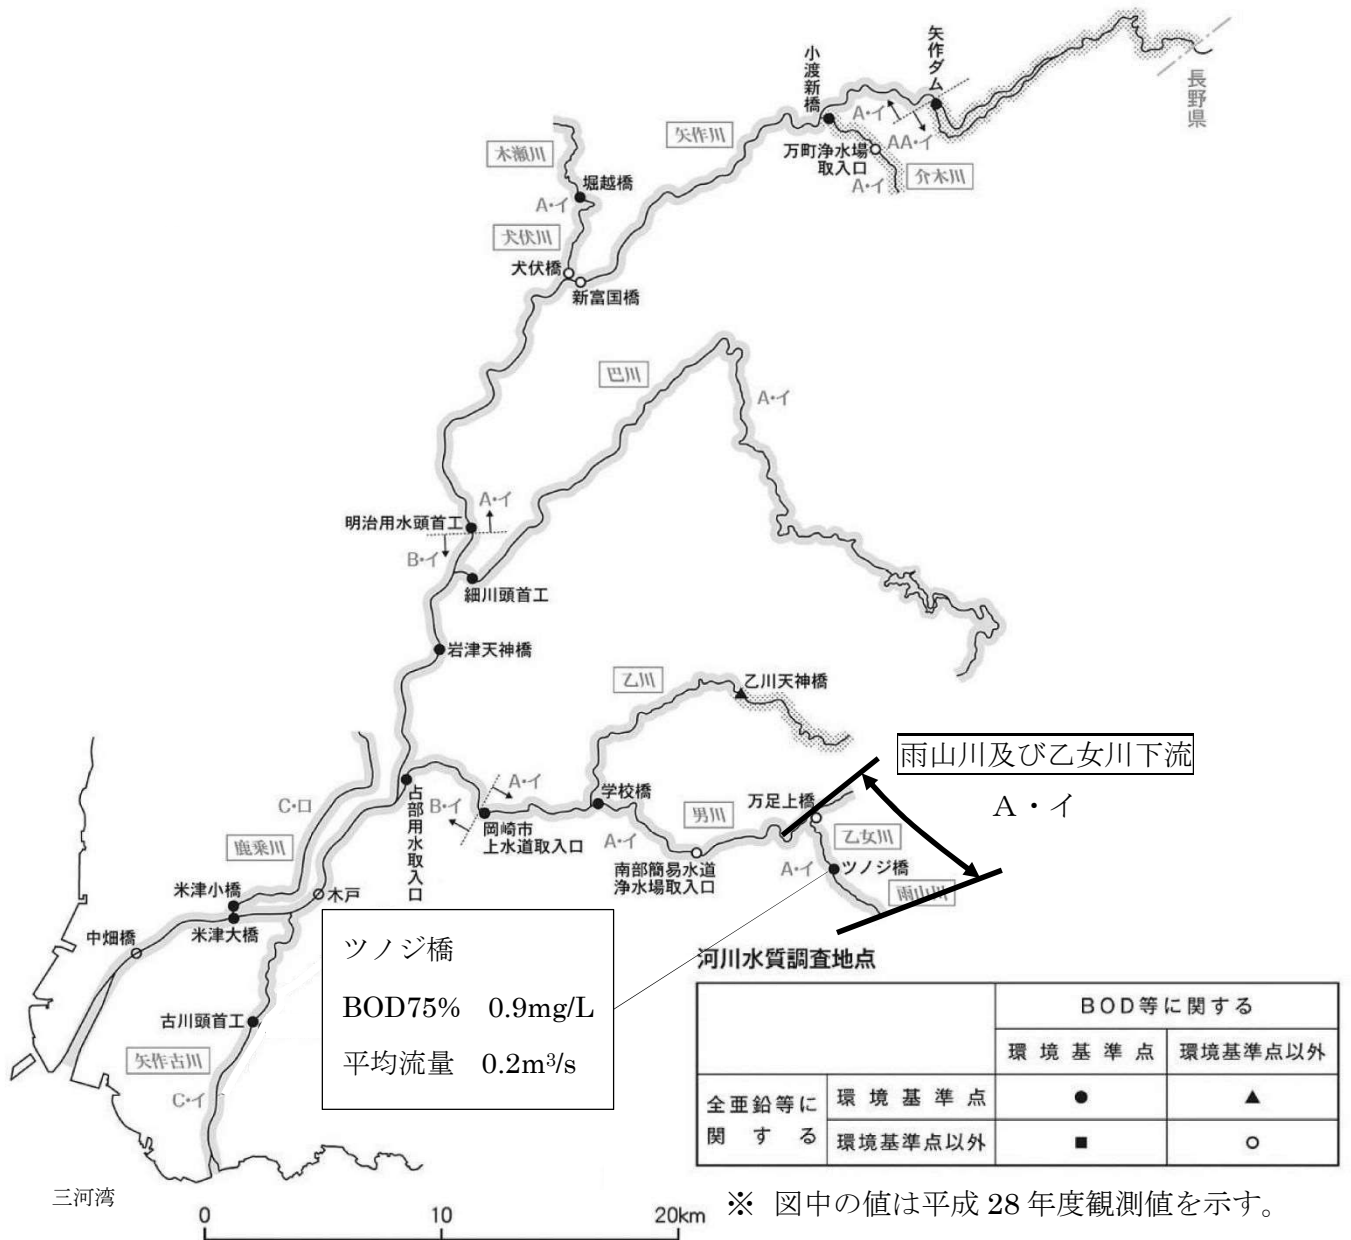 矢作ダム
小渡新橋
長野県
A・イ
AA・イ
矢作川
万町浄水場
取入口
A・イ
介木川
木瀬川
堀越橋
A・イ
犬伏川
犬伏橋
新富国橋
巴川
A・イ
A・イ
明治用水頭首工
B・イ
細川頭首工
岩津天神橋
乙川
乙川天神橋
雨山川及び乙女川下流
A・イ
C・ロ
占部用水取入口
B・イ
A・イ
岡崎市
上水道取入口
学校橋
A・イ
男川
万足上橋
乙女川
A・イ
ツノジ橋
雨山川
南部簡易水道
浄水場取入口
鹿乗川
米津小橋
木戸
中畑橋
米津大橋
ツノジ橋
BOD75% 0.9mg/L
平均流量 0.2m³/s
古川頭首工
矢作古川
C・イ
河川水質調査地点
BOD等に関する
環境基準点 環境基準点以外
全亜鉛等に
関する
環境基準点 ● ▲
環境基準点以外 ■ ○
三河湾
0 10 20km
※ 図中の値は平成 28 年度観測値を示す。